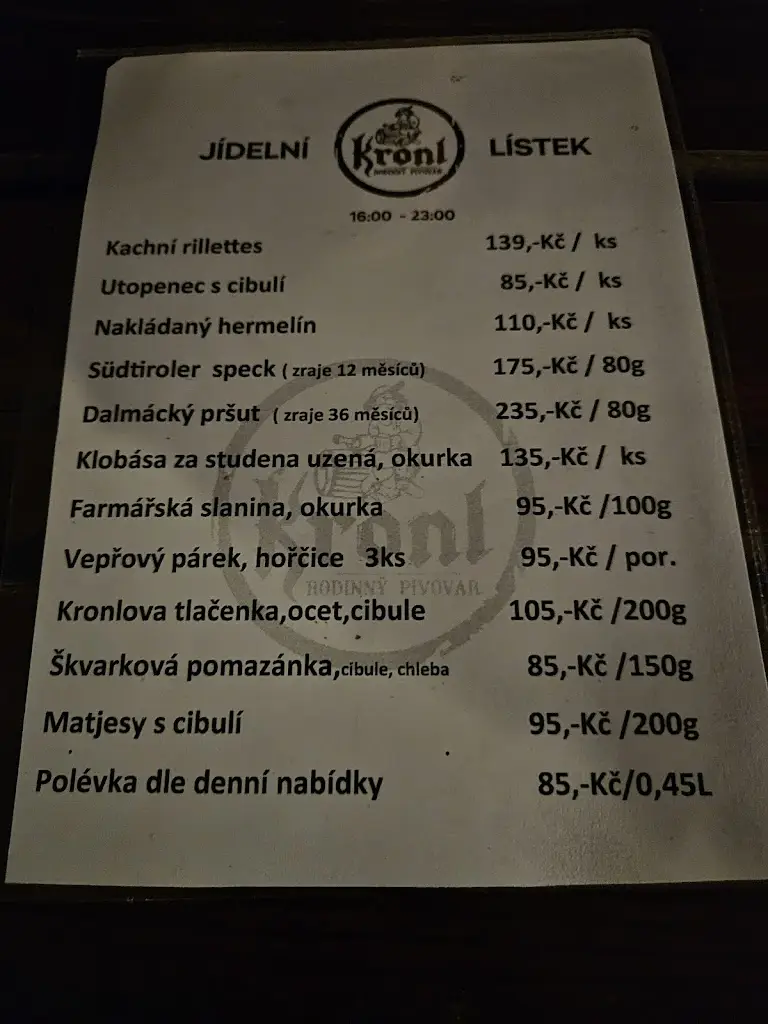 JÍDELNÍ Kronl LÍSTEK
RODINNÝ PIVOVAR
16:00 - 23:00
Kachní rillettes 139,-Kč / ks
Utopenec s cibulí 85,-Kč / ks
Nakládaný hermelín 110,-Kč / ks
Südtiroler speck ( zraje 12 měsíců) 175,-Kč / 80g
Dalmácký pršut ( zraje 36 měsíců) 235,-Kč / 80g
Klobása za studena uzená, okurka 135,-Kč / ks
Farmářská slanina, okurka 95,-Kč /100g
Kronl
Vepřový párek, hořčice 3ks 95,-Kč / por.
RODINNÝ PIVOVAR
Kronlova tlačenka,ocet,cibule 105,-Kč /200g
Škvarková pomazánka,cibule, chleba 85,-Kč /150g
Matjesy s cibulí 95,-Kč /200g
Polévka dle denní nabídky 85,-Kč/0,45L